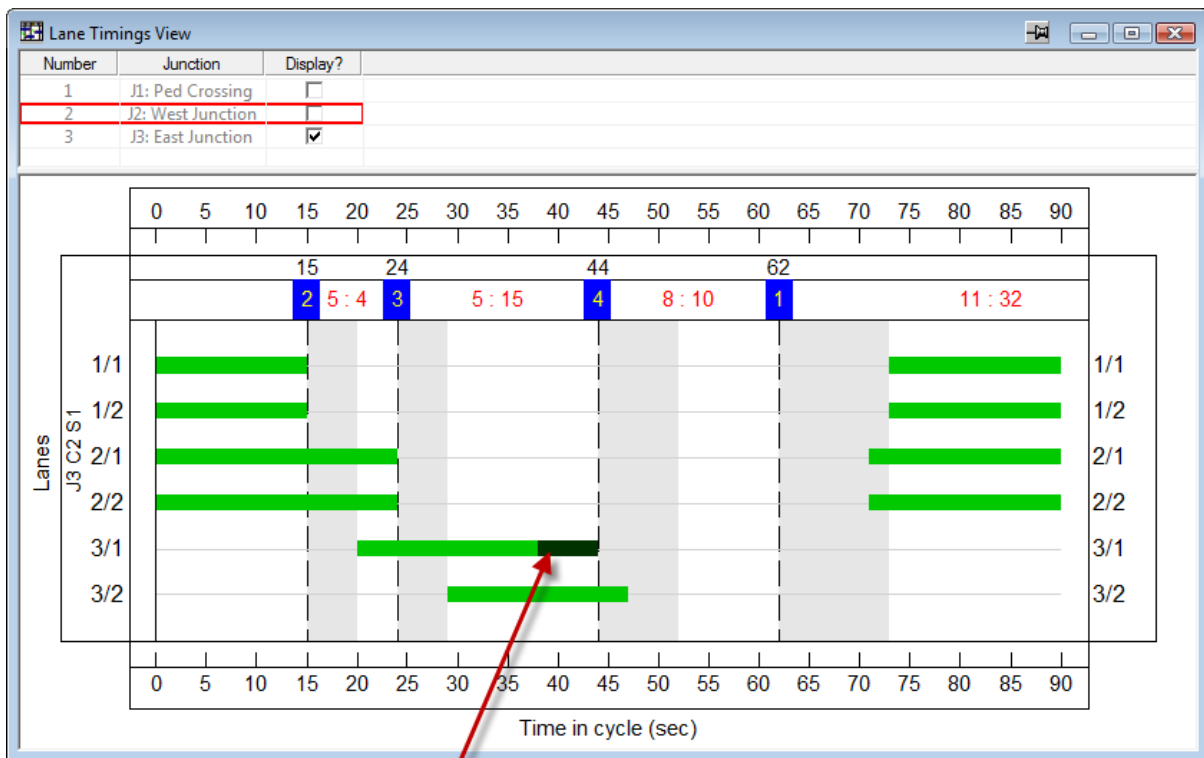 Lane Timings View
Number Junction Display?
1 J1: Ped Crossing
2 J2: West Junction
3 J3: East Junction
0 5 10 15 20 25 30 35 40 45 50 55 60 65 70 75 80 85 90
15 24 44 62
2 5 : 4 3 5 : 15 4 8 : 10 1 11 : 32
Lanes
J3 C2 S1
1/1 1/1
1/2 1/2
2/1 2/1
2/2 2/2
3/1 3/1
3/2 3/2
0 5 10 15 20 25 30 35 40 45 50 55 60 65 70 75 80 85 90
Time in cycle (sec)